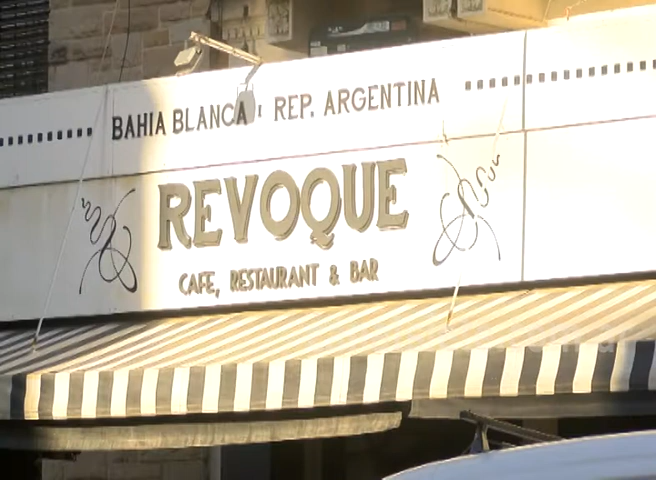 BAHIA BLANCA REP. ARGENTINA
REVOQUE
CAFE, RESTAURANT & BAR